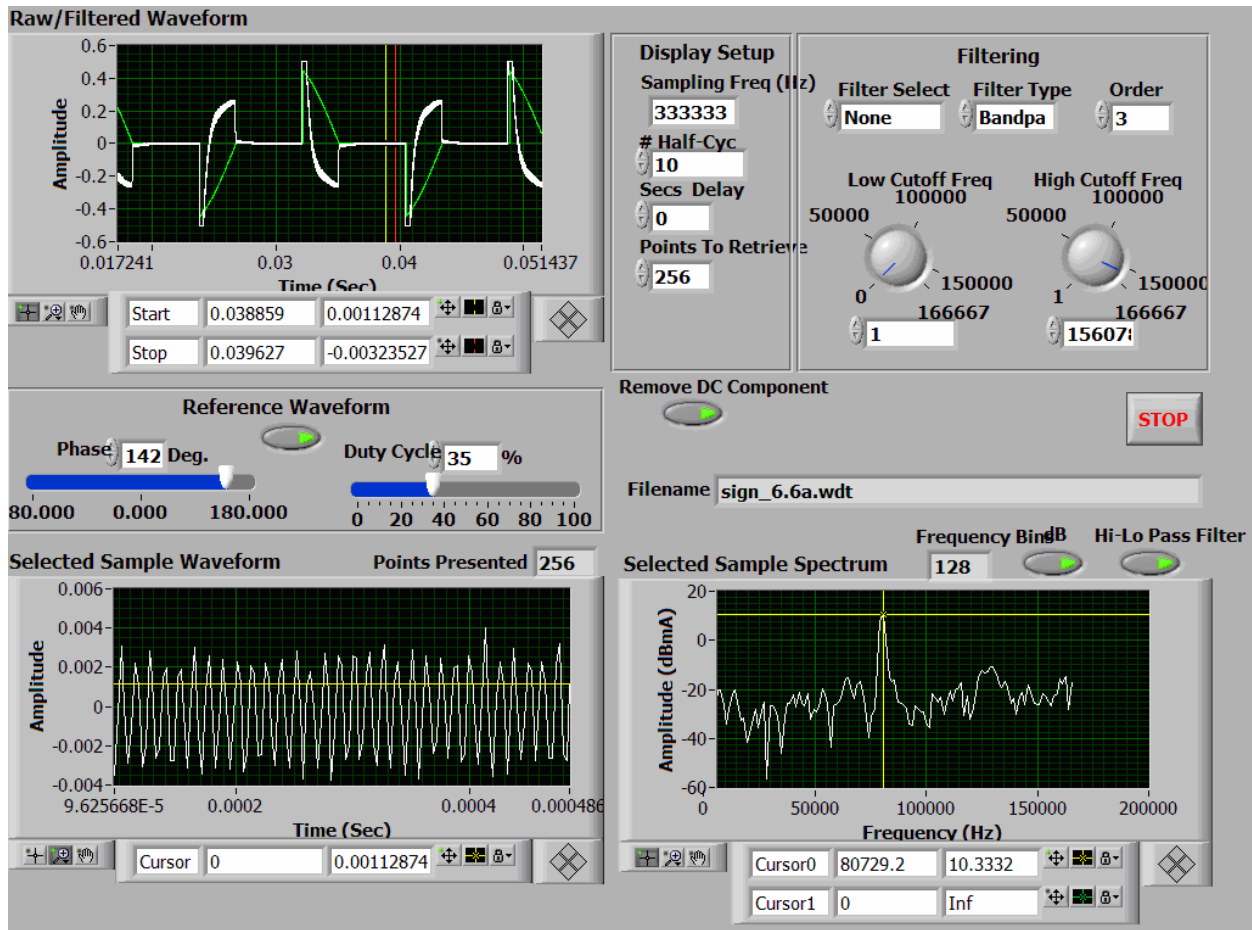 Raw/Filtered Waveform
0.6
0.4
0.2
0
-0.2
-0.4
-0.6
Amplitude
0.017241 0.03 0.04 0.051437
Time (Sec)
Start 0.038859 0.00112874
Stop 0.039627 -0.00323527
Display Setup
Sampling Freq (Hz)
333333
# Half-Cyc
10
Secs Delay
0
Points To Retrieve
256
Filtering
Filter Select Filter Type Order
None Bandpa 3
Low Cutoff Freq High Cutoff Freq
50000 100000 50000 100000
0 150000 1 150000
166667 166667
1 15607
Reference Waveform
Phase 142 Deg. Duty Cycle 35 %
80.000 0.000 180.000
0 20 40 60 80 100
Remove DC Component
STOP
Filename sign_6.6a.wdt
Selected Sample Waveform Points Presented 256
0.006
0.004
0.002
0
-0.002
-0.004
Amplitude
9.625668E-5 0.0002 0.0004 0.000486
Time (Sec)
Cursor 0 0.00112874
Frequency Bins dB Hi-Lo Pass Filter
Selected Sample Spectrum 128
20
0
-20
-40
-60
Amplitude (dBmA)
0 50000 100000 150000 200000
Frequency (Hz)
Cursor0 80729.2 10.3332
Cursor1 0 Inf